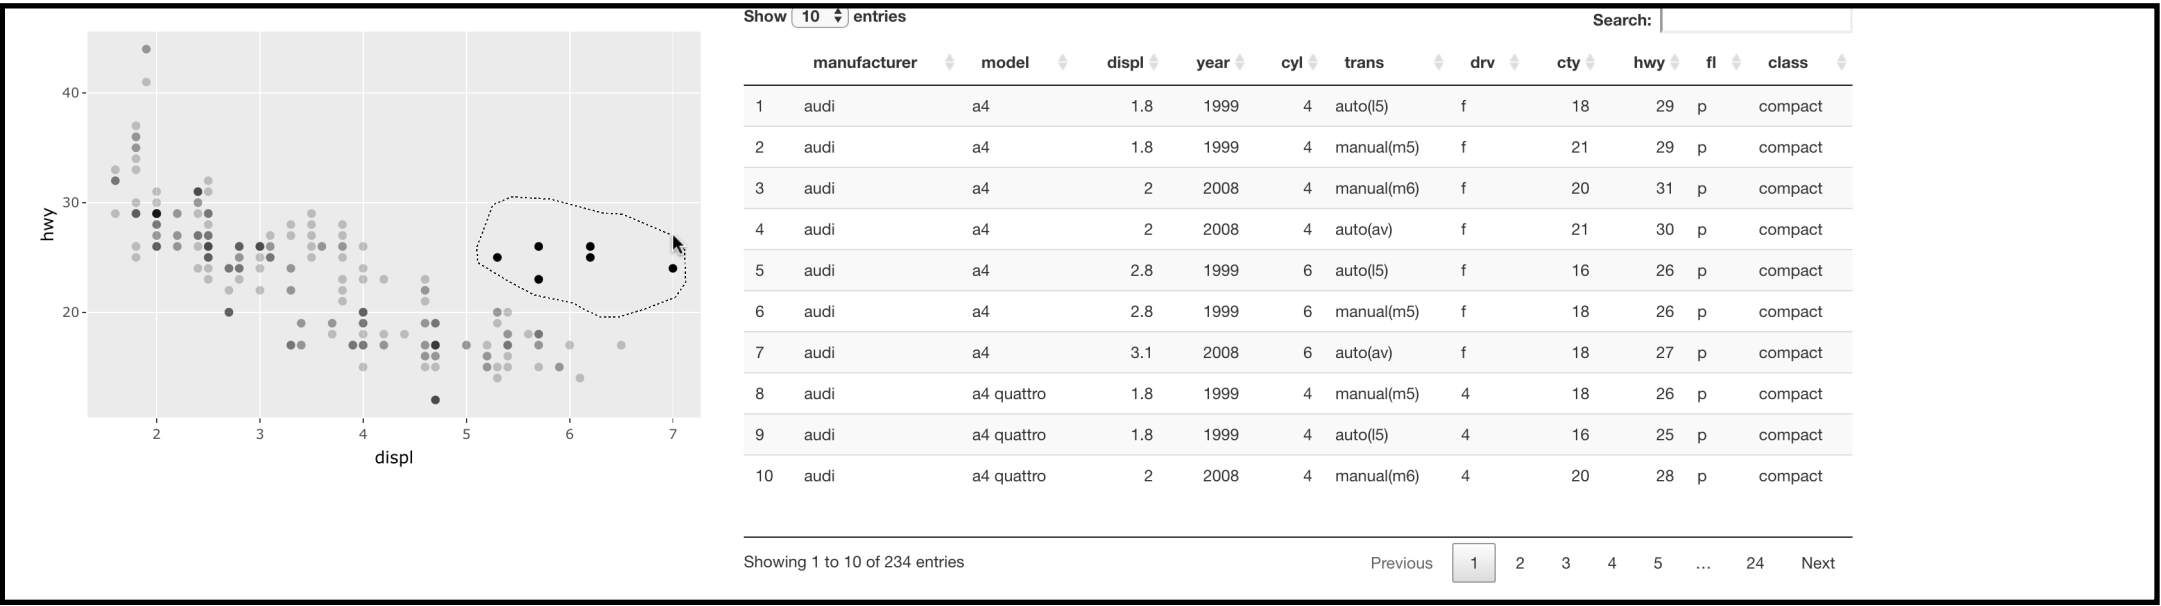 40
30
20
hwy
2 3 4 5 6 7
displ
Show 10 entries
Search:
manufacturer model displ year cyl trans drv cty hwy fl class
1 audi a4 1.8 1999 4 auto(l5) f 18 29 p compact
2 audi a4 1.8 1999 4 manual(m5) f 21 29 p compact
3 audi a4 2 2008 4 manual(m6) f 20 31 p compact
4 audi a4 2 2008 4 auto(av) f 21 30 p compact
5 audi a4 2.8 1999 6 auto(l5) f 16 26 p compact
6 audi a4 2.8 1999 6 manual(m5) f 18 26 p compact
7 audi a4 3.1 2008 6 auto(av) f 18 27 p compact
8 audi a4 quattro 1.8 1999 4 manual(m5) 4 18 26 p compact
9 audi a4 quattro 1.8 1999 4 auto(l5) 4 16 25 p compact
10 audi a4 quattro 2 2008 4 manual(m6) 4 20 28 p compact
Showing 1 to 10 of 234 entries
Previous 1 2 3 4 5 … 24 Next